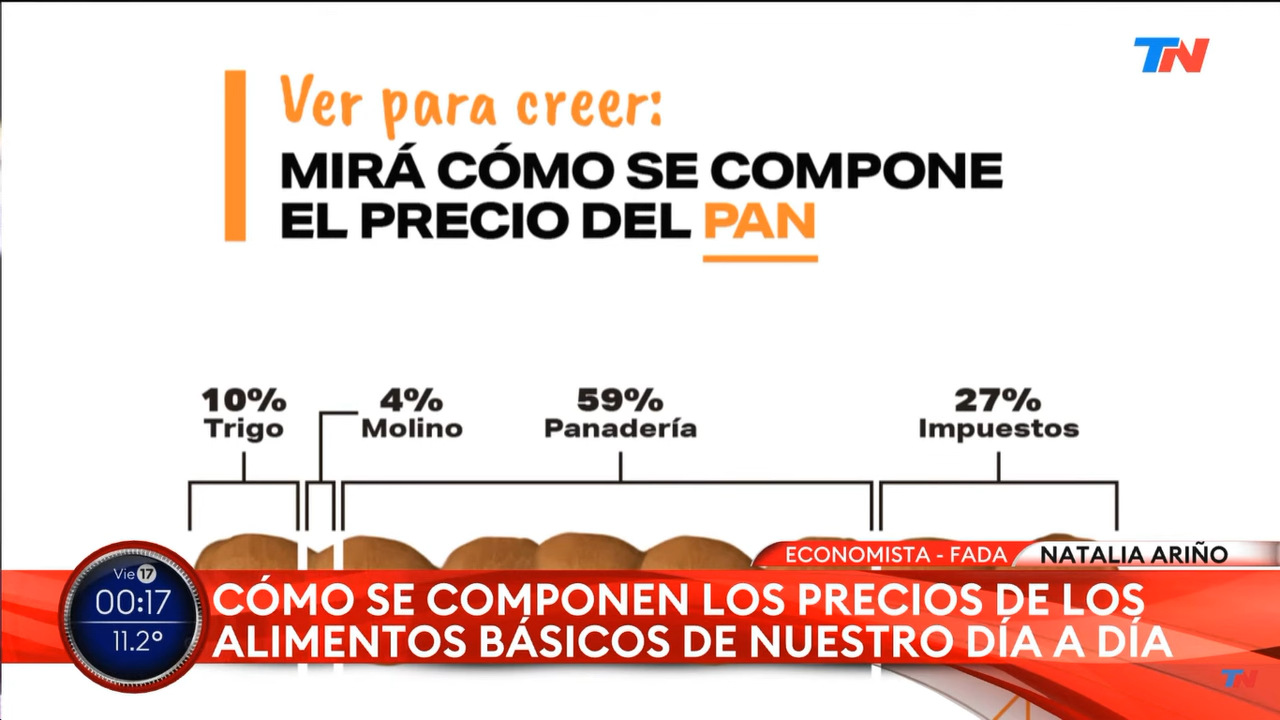 TN
Ver para creer:
MIRÁ CÓMO SE COMPONE
EL PRECIO DEL PAN
10%
Trigo
4%
Molino
59%
Panadería
27%
Impuestos
ECONOMISTA - FADA
NATALIA ARIÑO
Vie 17
00:17
11.2°
CÓMO SE COMPONEN LOS PRECIOS DE LOS
ALIMENTOS BÁSICOS DE NUESTRO DÍA A DÍA
TN